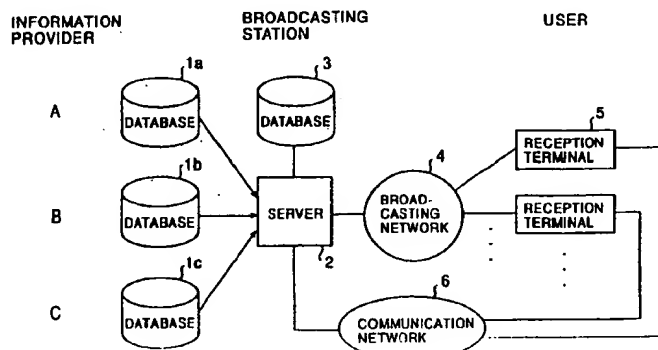 INFORMATION
PROVIDER
BROADCASTING
STATION
USER
1a
3
A
DATABASE
DATABASE
5
RECEPTION
TERMINAL
1b
4
B
DATABASE
SERVER
BROAD-
CASTING
NETWORK
RECEPTION
TERMINAL
2
1c
6
C
DATABASE
COMMUNICATION
NETWORK